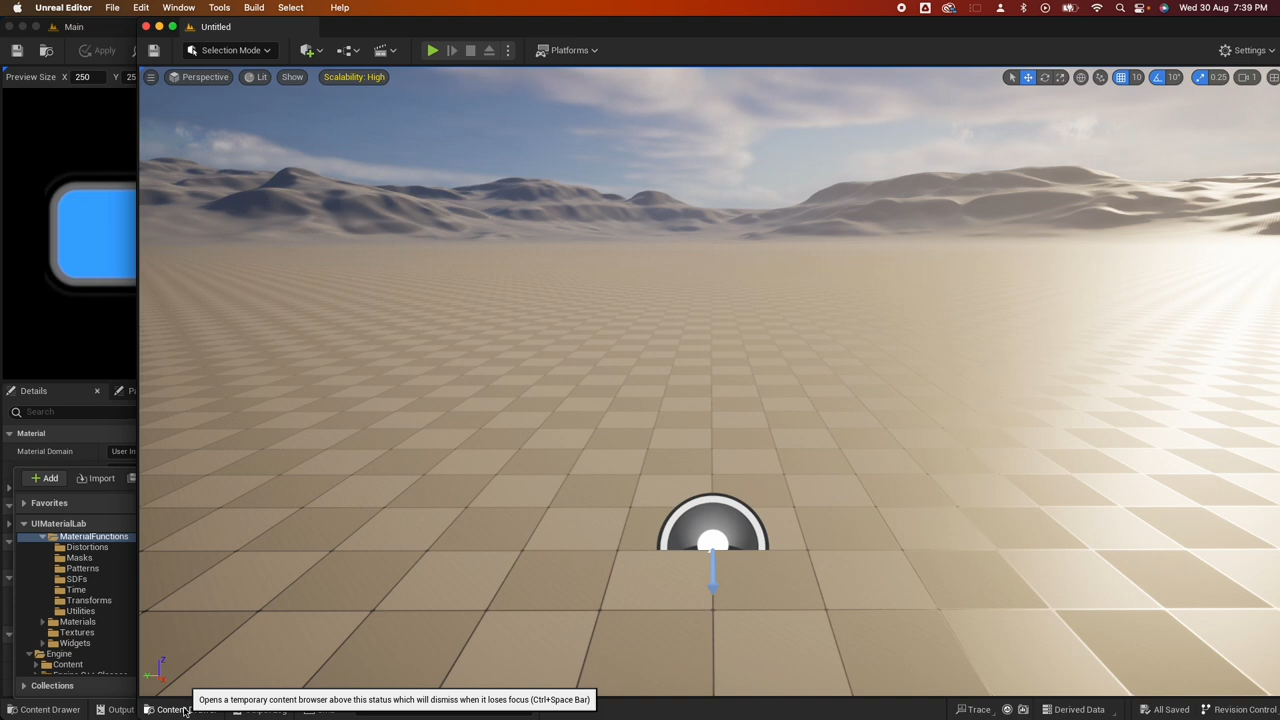 Unreal Editor File Edit Window Tools Build Select Help Wed 30 Aug 7:39 PM
Main Untitled
Apply Selection Mode Platforms Settings
Preview Size X 250 Y 25 Perspective Lit Show Scalability: High 10 10° 0.25 1
Details
Search
Material
Material Domain User In
Add Import
Favorites
UIMaterialLab
MaterialFunctions
Distortions
Masks
Patterns
SDFs
Time
Transforms
Utilities
Materials
Textures
Widgets
Engine
Content
Collections
Opens a temporary content browser above this status which will dismiss when it loses focus (Ctrl+Space Bar)
Content Drawer Output Trace Derived Data All Saved Revision Control